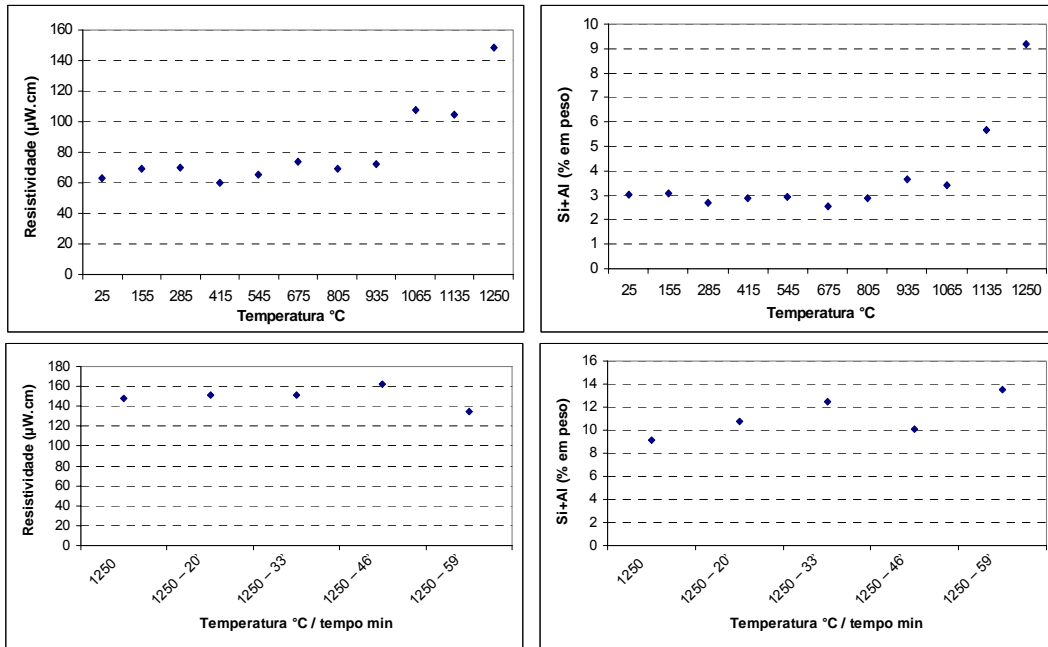 Resistividade (µW.cm)
160
140
120
100
80
60
40
20
0
25 155 285 415 545 675 805 935 1065 1135 1250
Temperatura °C
Si+Al (% em peso)
10
9
8
7
6
5
4
3
2
1
0
25 155 285 415 545 675 805 935 1065 1135 1250
Temperatura °C
Resistividade (µW.cm)
180
160
140
120
100
80
60
40
20
0
1250
1250 – 20`
1250 – 33`
1250 – 46`
1250 – 59`
Temperatura °C / tempo min
Si+Al (% em peso)
16
14
12
10
8
6
4
2
0
1250
1250 – 20`
1250 – 33`
1250 – 46`
1250 – 59`
Temperatura °C / tempo min